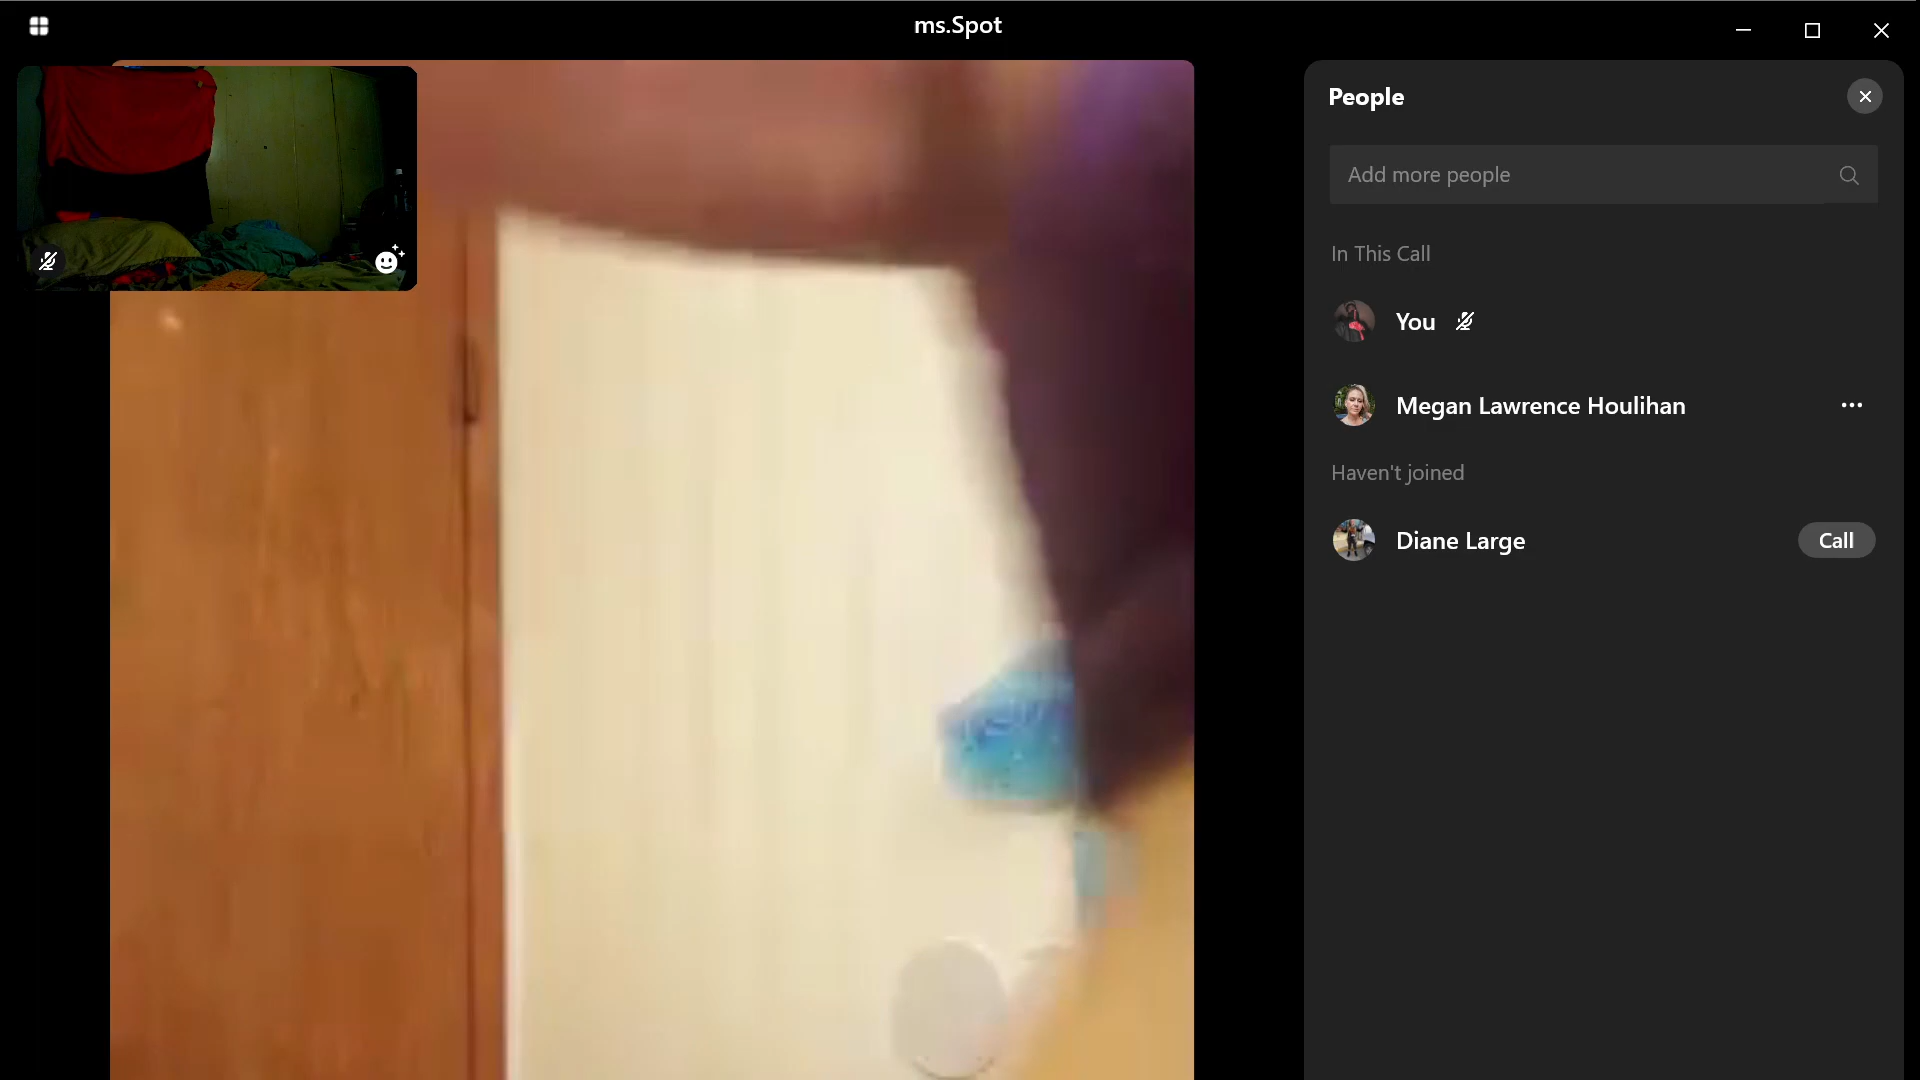 ms.Spot
People
Add more people
In This Call
You
Megan Lawrence Houlihan
Haven't joined
Diane Large
Call